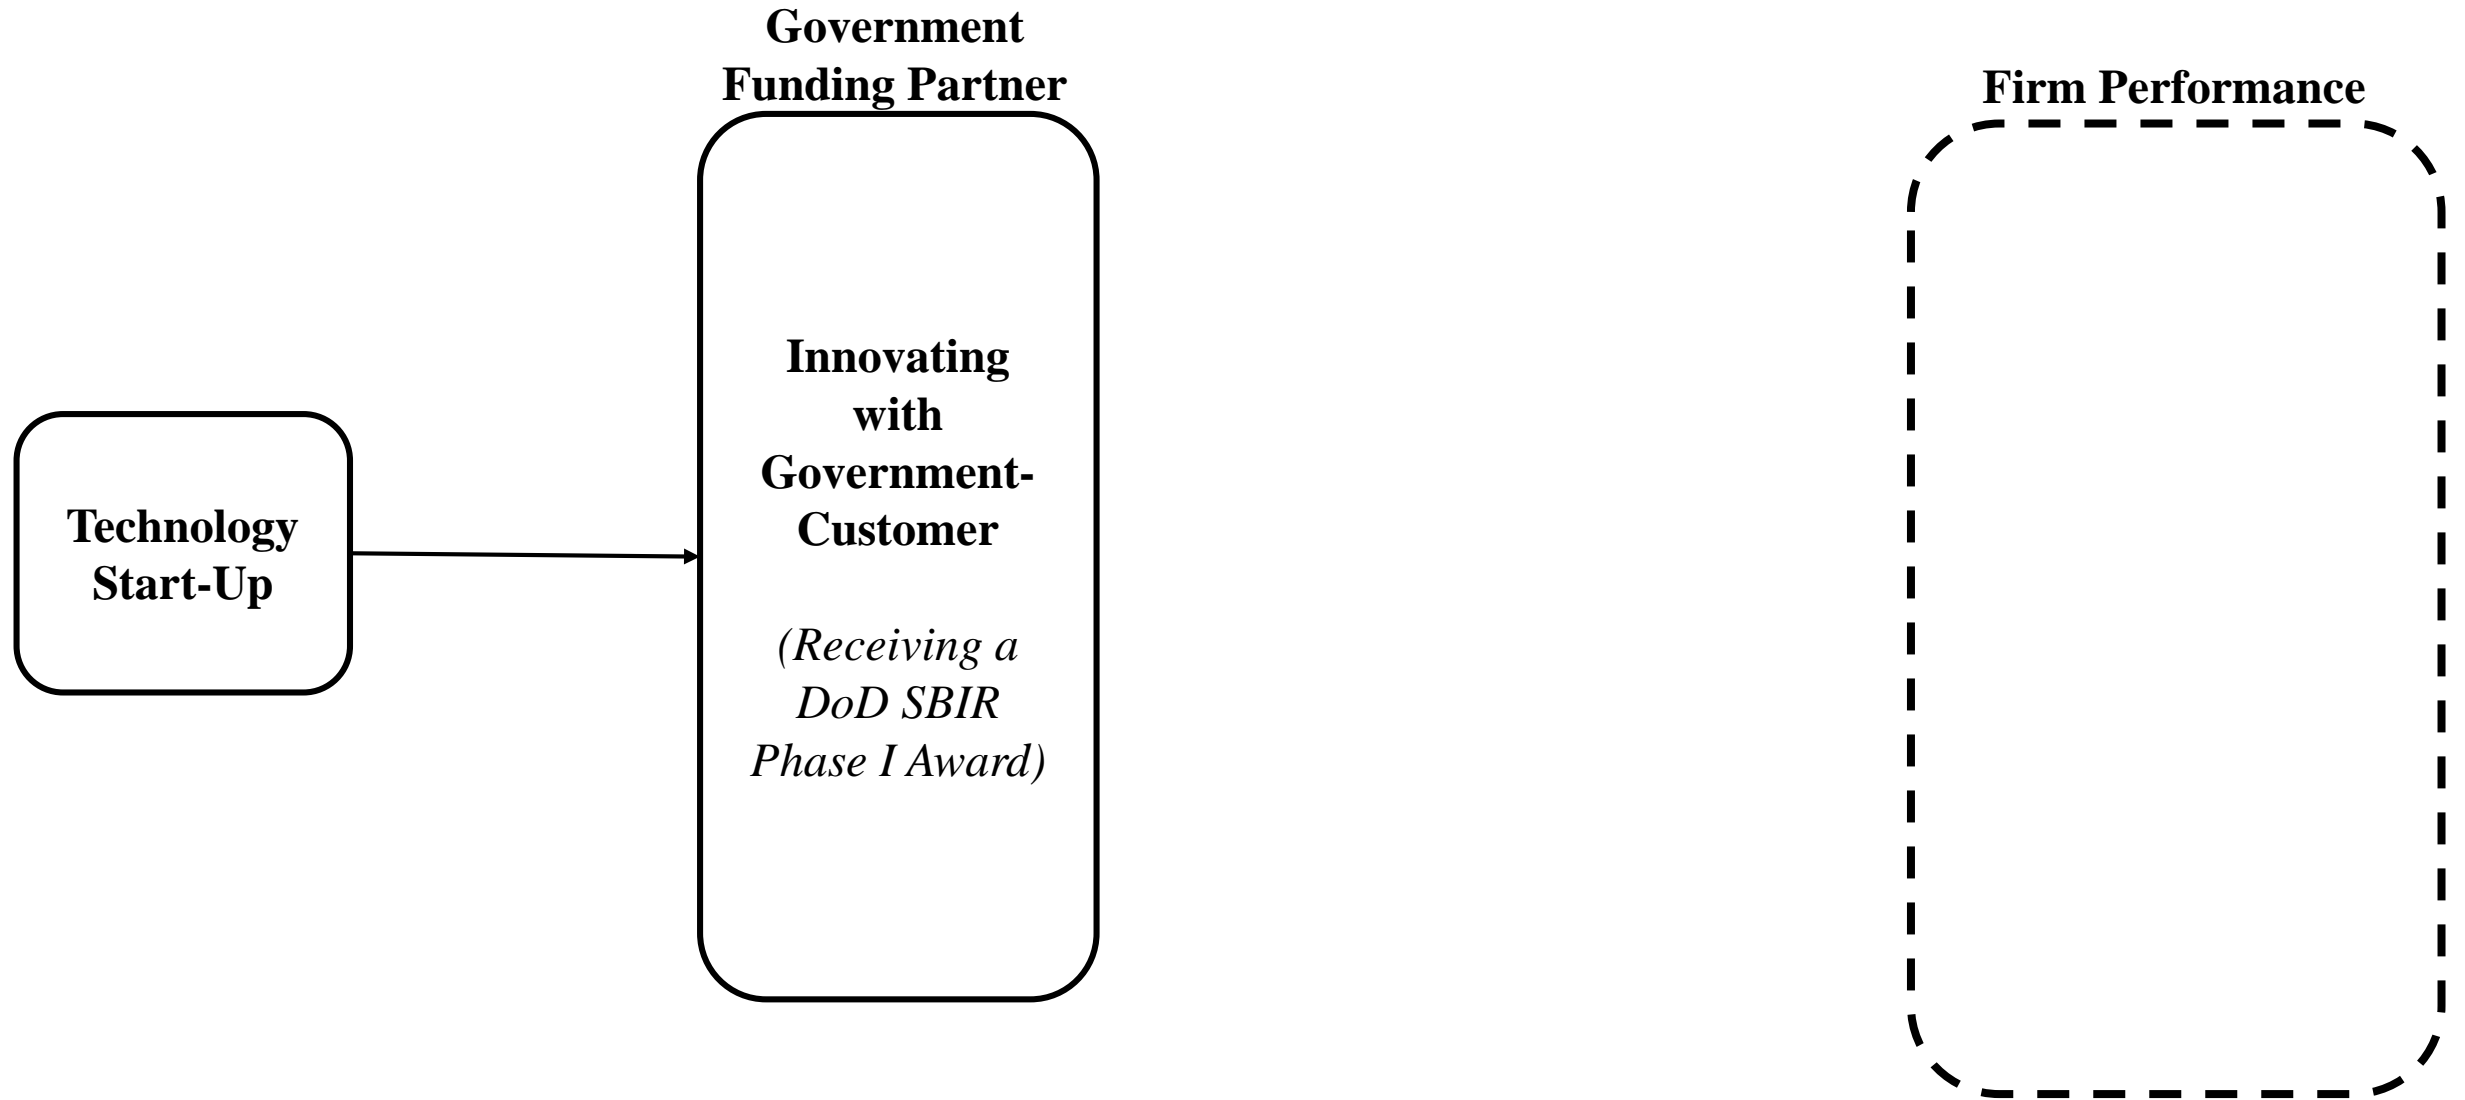 Government
Funding Partner
Firm Performance
Technology
Start-Up
Innovating
with
Government-
Customer
(Receiving a
DoD SBIR
Phase I Award)